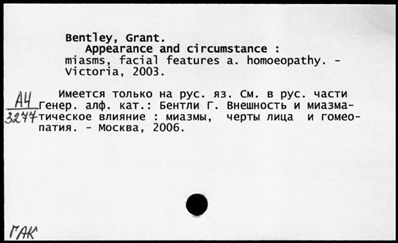 Bentley, Grant.
Appearance and circumstance :
miasms, facial features a. homoeopathy. -
Victoria, 2003.
Имеется только на рус. яз. См. в рус. части
Генер. алф. кат.: Бентли Г. Внешность и миазма-
тическое влияние : миазмы, черты лица и гомео-
патия. - Москва, 2006.
А4
3277
ГАК